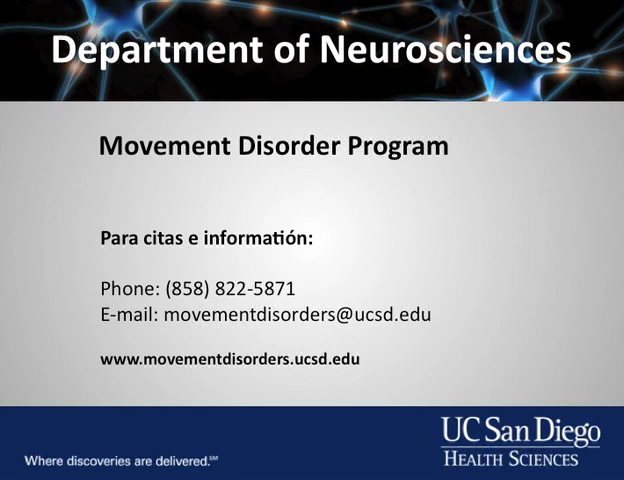 Department of Neurosciences
Movement Disorder Program
Para citas e informatión:
Phone: (858) 822-5871
E-mail: movementdisorders@ucsd.edu
www.movementdisorders.ucsd.edu
UC San Diego
HEALTH SCIENCES
Where discoveries are delivered.℠